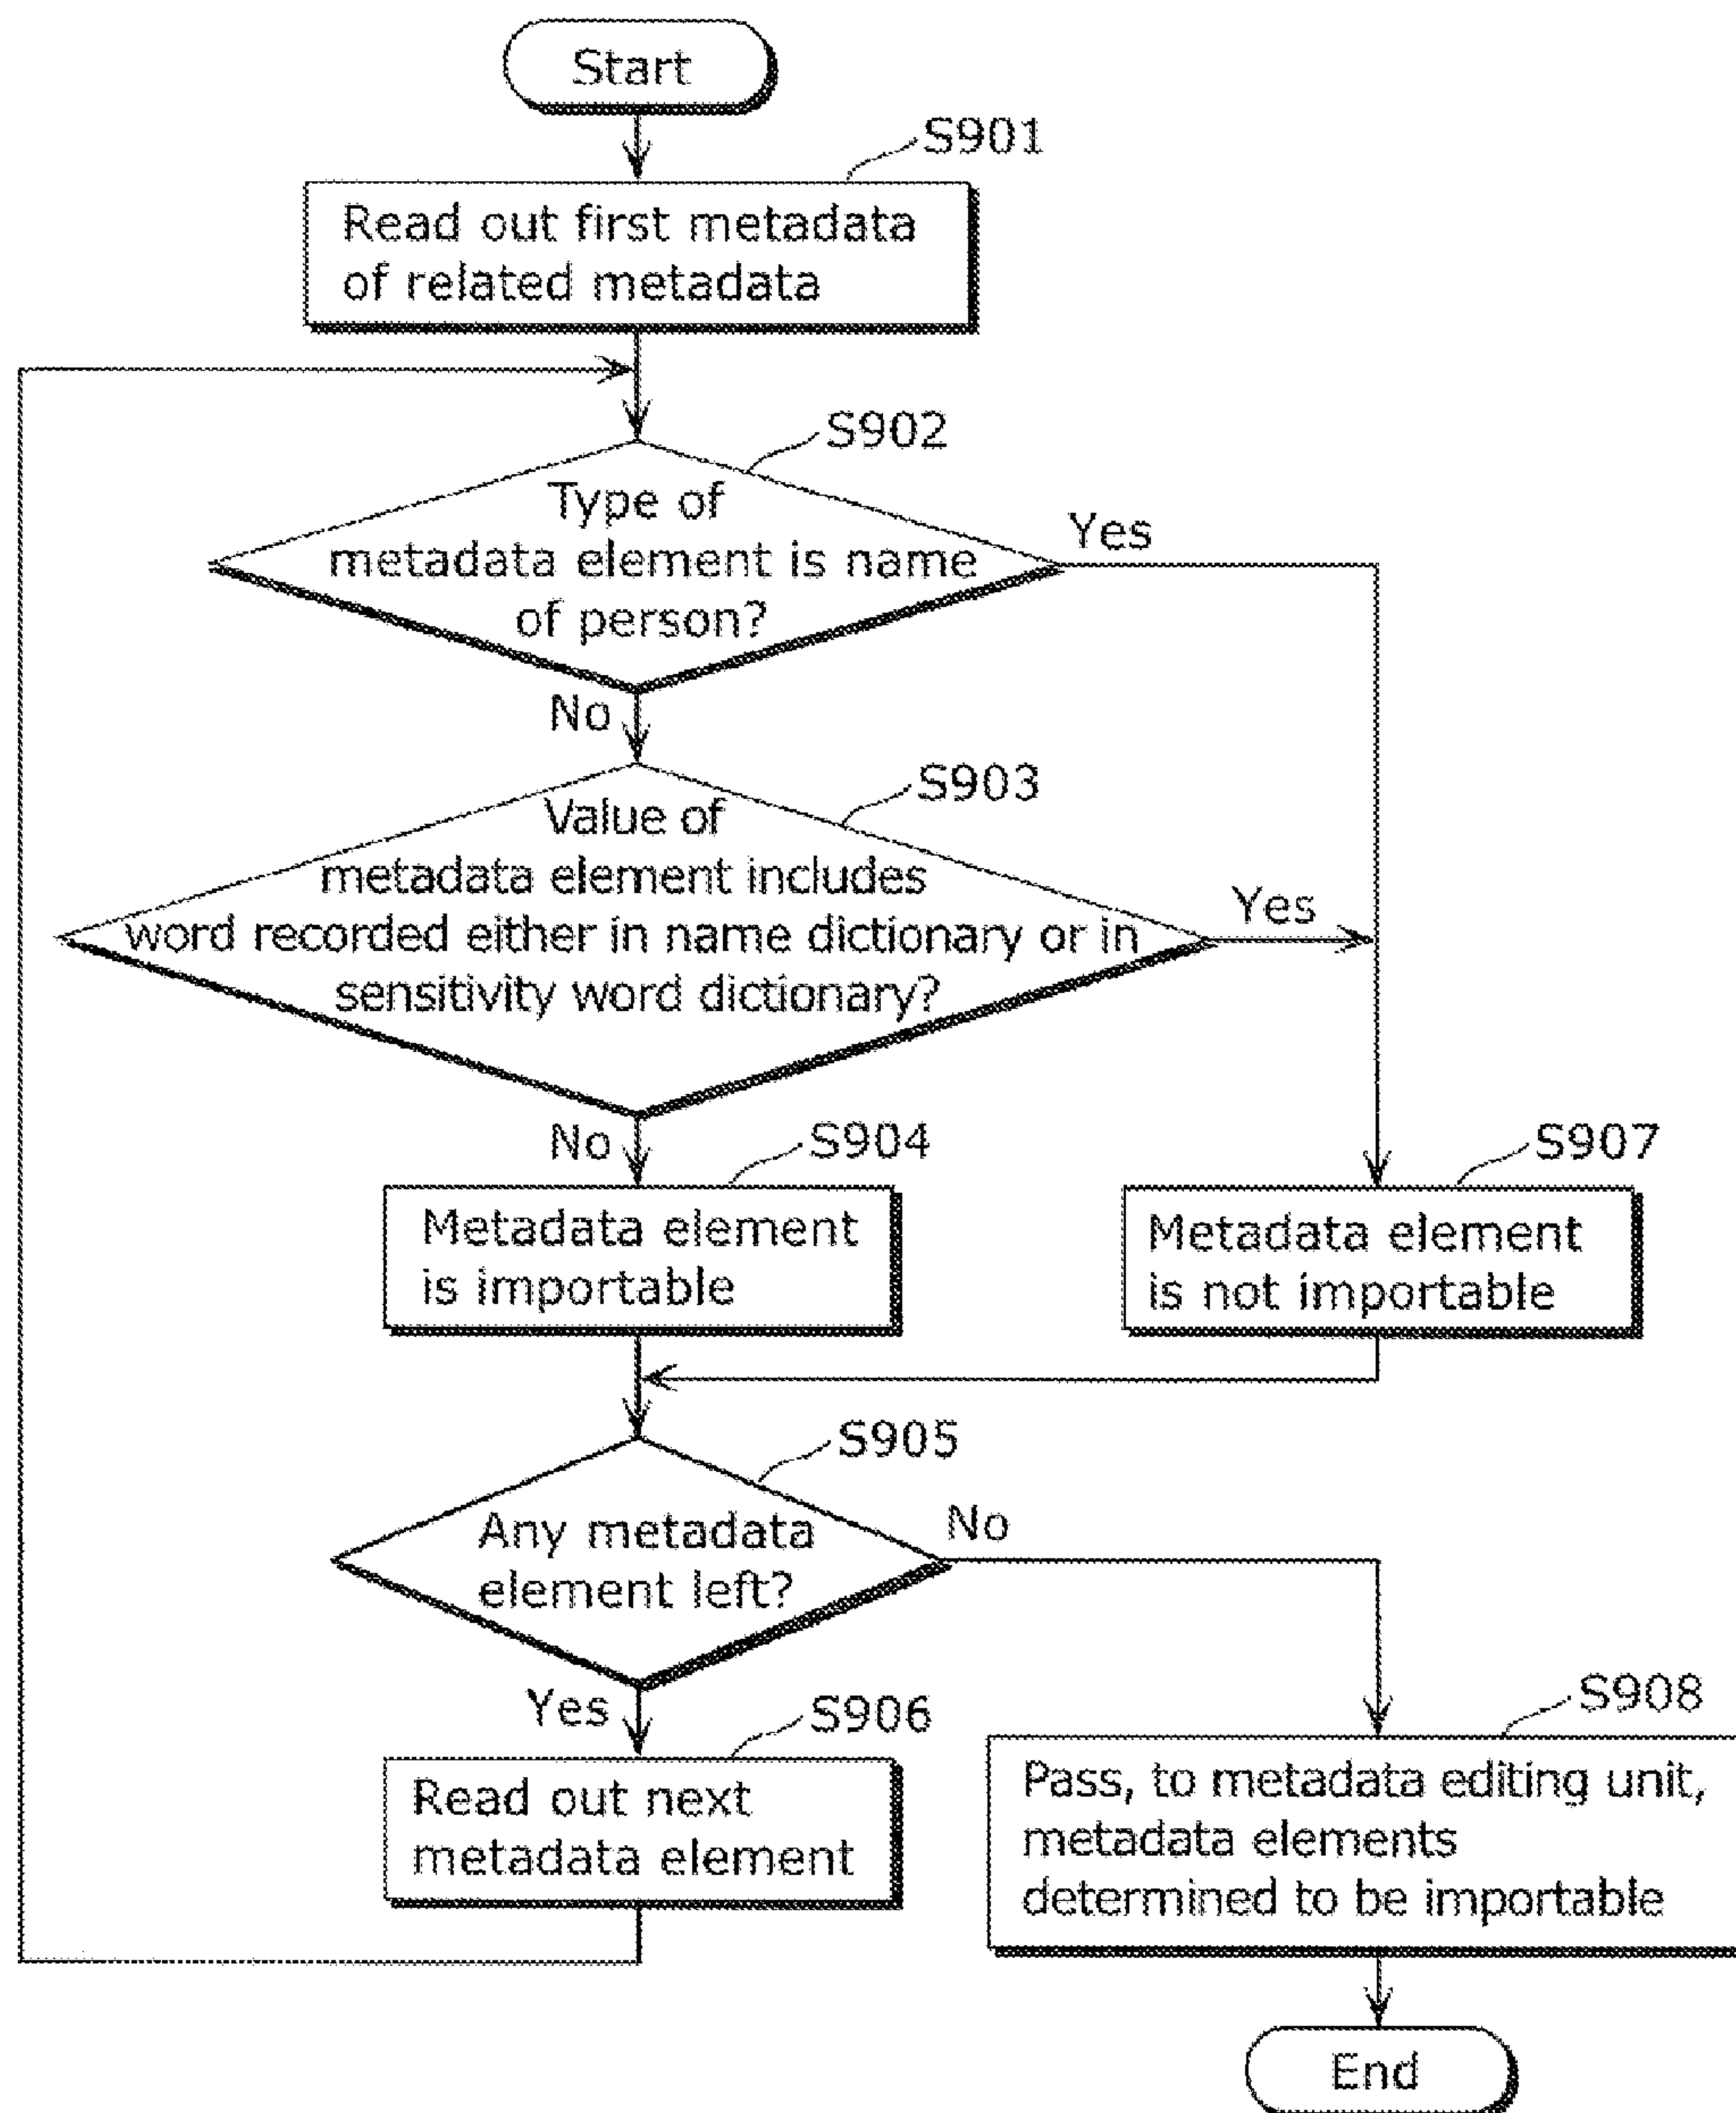 Start
S901
Read out first metadata
of related metadata
S902
Type of
metadata element is name
of person?
Yes
No
S903
Value of
metadata element includes
word recorded either in name dictionary or in
sensitivity word dictionary?
Yes
No
S904
Metadata element
is importable
S907
Metadata element
is not importable
S905
Any metadata
element left?
No
Yes
S906
Read out next
metadata element
S908
Pass, to metadata editing unit,
metadata elements
determined to be importable
End